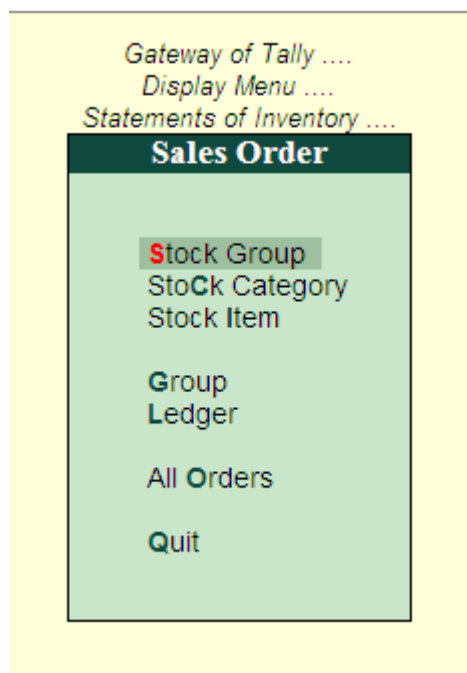 Gateway of Tally ....
Display Menu ....
Statements of Inventory ....
Sales Order
Stock Group
StoCk Category
Stock Item
Group
Ledger
All Orders
Quit